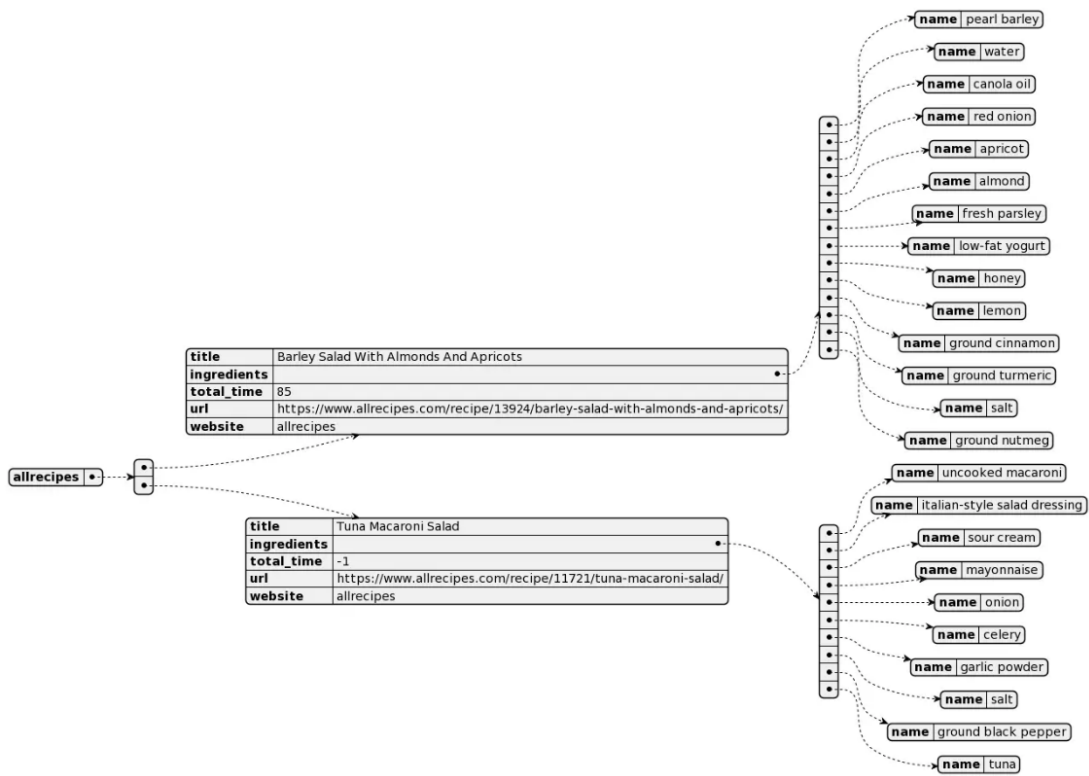 name pearl barley
name water
name canola oil
name red onion
name apricot
name almond
name fresh parsley
name low-fat yogurt
name honey
name lemon
name ground cinnamon
name ground turmeric
name salt
name ground nutmeg
title Barley Salad With Almonds And Apricots
ingredients
total_time 85
url https://www.allrecipes.com/recipe/13924/barley-salad-with-almonds-and-apricots/
website allrecipes
allrecipes
title Tuna Macaroni Salad
ingredients
total_time -1
url https://www.allrecipes.com/recipe/11721/tuna-macaroni-salad/
website allrecipes
name uncooked macaroni
name italian-style salad dressing
name sour cream
name mayonnaise
name onion
name celery
name garlic powder
name salt
name ground black pepper
name tuna